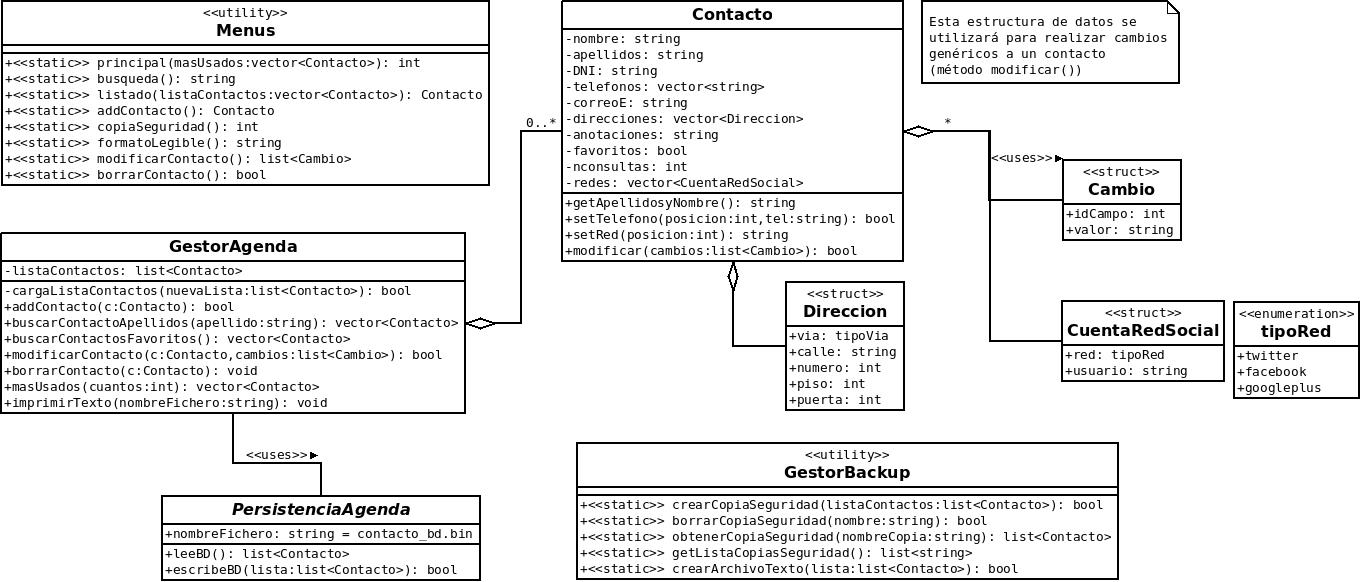 <<utility>>
Menus
+<<static>> principal(masUsados:vector<Contacto>): int
+<<static>> busqueda(): string
+<<static>> listado(listaContactos:vector<Contacto>): Contacto
+<<static>> addContacto(): Contacto
+<<static>> copiaSeguridad(): int
+<<static>> formatoLegible(): string
+<<static>> modificarContacto(): list<Cambio>
+<<static>> borrarContacto(): bool
Contacto
-nombre: string
-apellidos: string
-DNI: string
-telefonos: vector<string>
-correoE: string
-direcciones: vector<Direccion>
-anotaciones: string
-favoritos: bool
-nconsultas: int
-redes: vector<CuentaRedSocial>
+getApellidosyNombre(): string
+setTelefono(posicion:int,tel:string): bool
+setRed(posicion:int): string
+modificar(cambios:list<Cambio>): bool
Esta estructura de datos se
utilizará para realizar cambios
genéricos a un contacto
(método modificar())
0..*
*
<<uses>>
<<struct>>
Cambio
+idCampo: int
+valor: string
GestorAgenda
-listaContactos: list<Contacto>
-cargaListaContactos(nuevaLista:list<Contacto>): bool
+addContacto(c:Contacto): bool
+buscarContactoApellidos(apellido:string): vector<Contacto>
+buscarContactosFavoritos(): vector<Contacto>
+modificarContacto(c:Contacto,cambios:list<Cambio>): bool
+borrarContacto(c:Contacto): void
+masUsados(cuantos:int): vector<Contacto>
+imprimirTexto(nombreFichero:string): void
<<struct>>
Direccion
+via: tipoVia
+calle: string
+numero: int
+piso: int
+puerta: int
<<struct>>
CuentaRedSocial
+red: tipoRed
+usuario: string
<<enumeration>>
tipoRed
+twitter
+facebook
+googleplus
<<uses>>
PersistenciaAgenda
+nombreFichero: string = contacto_bd.bin
+leeBD(): list<Contacto>
+escribeBD(lista:list<Contacto>): bool
<<utility>>
GestorBackup
+<<static>> crearCopiaSeguridad(listaContactos:list<Contacto>): bool
+<<static>> borrarCopiaSeguridad(nombre:string): bool
+<<static>> obtenerCopiaSeguridad(nombreCopia:string): list<Contacto>
+<<static>> getListaCopiasSeguridad(): list<string>
+<<static>> crearArchivoTexto(lista:list<Contacto>): bool